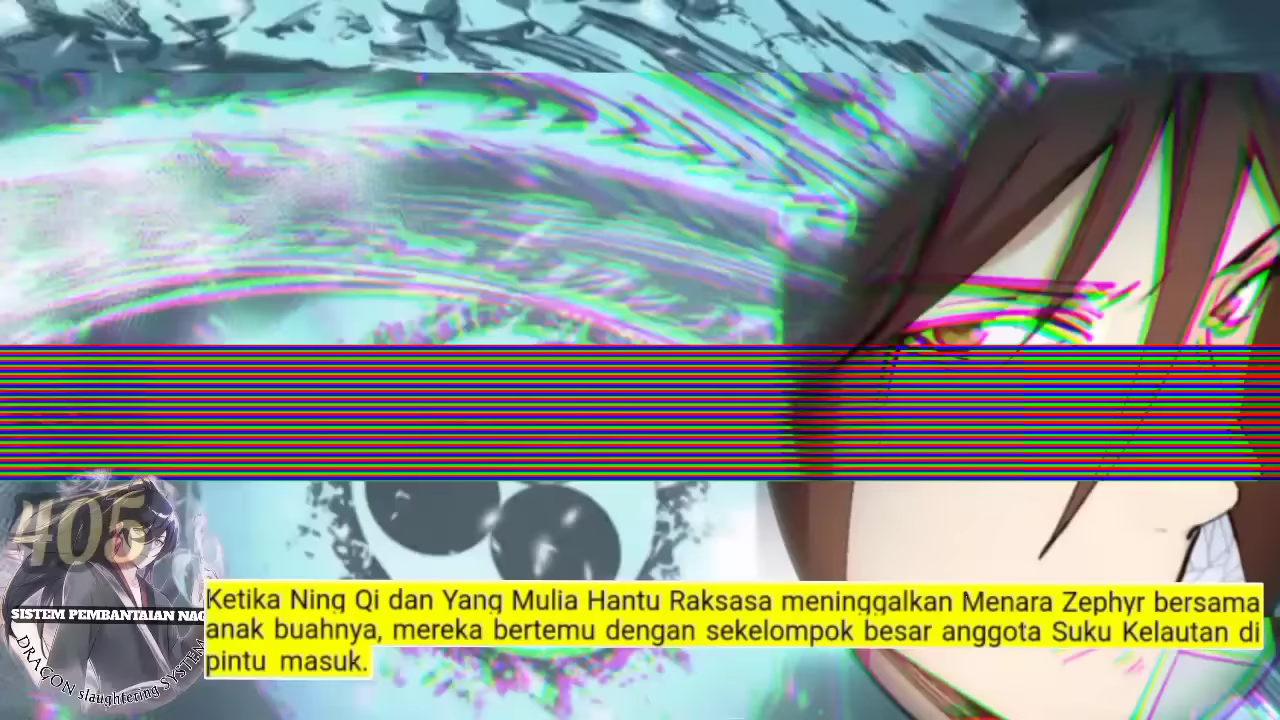 405
SISTEM PEMBANTAIAN NAG
DRAGON slaughtering SYSTEM
Ketika Ning Qi dan Yang Mulia Hantu Raksasa meninggalkan Menara Zephyr bersama
anak buahnya, mereka bertemu dengan sekelompok besar anggota Suku Kelautan di
pintu masuk.